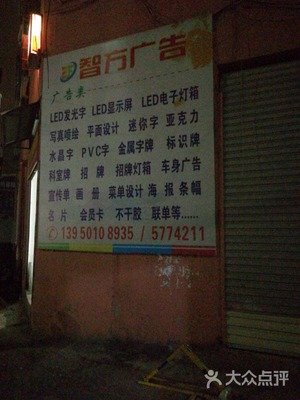 智方广告
广告类
LED发光字 LED显示屏 LED电子灯箱
写真喷绘 平面设计 迷你字 亚克力
水晶字 PVC字 金属字牌 标识牌
科室牌 招牌 招牌灯箱 车身广告
宣传单 画册 菜单设计 海报 条幅
名片 会员卡 不干胶 联单等......
139 5010 8935 / 5774211
大众点评